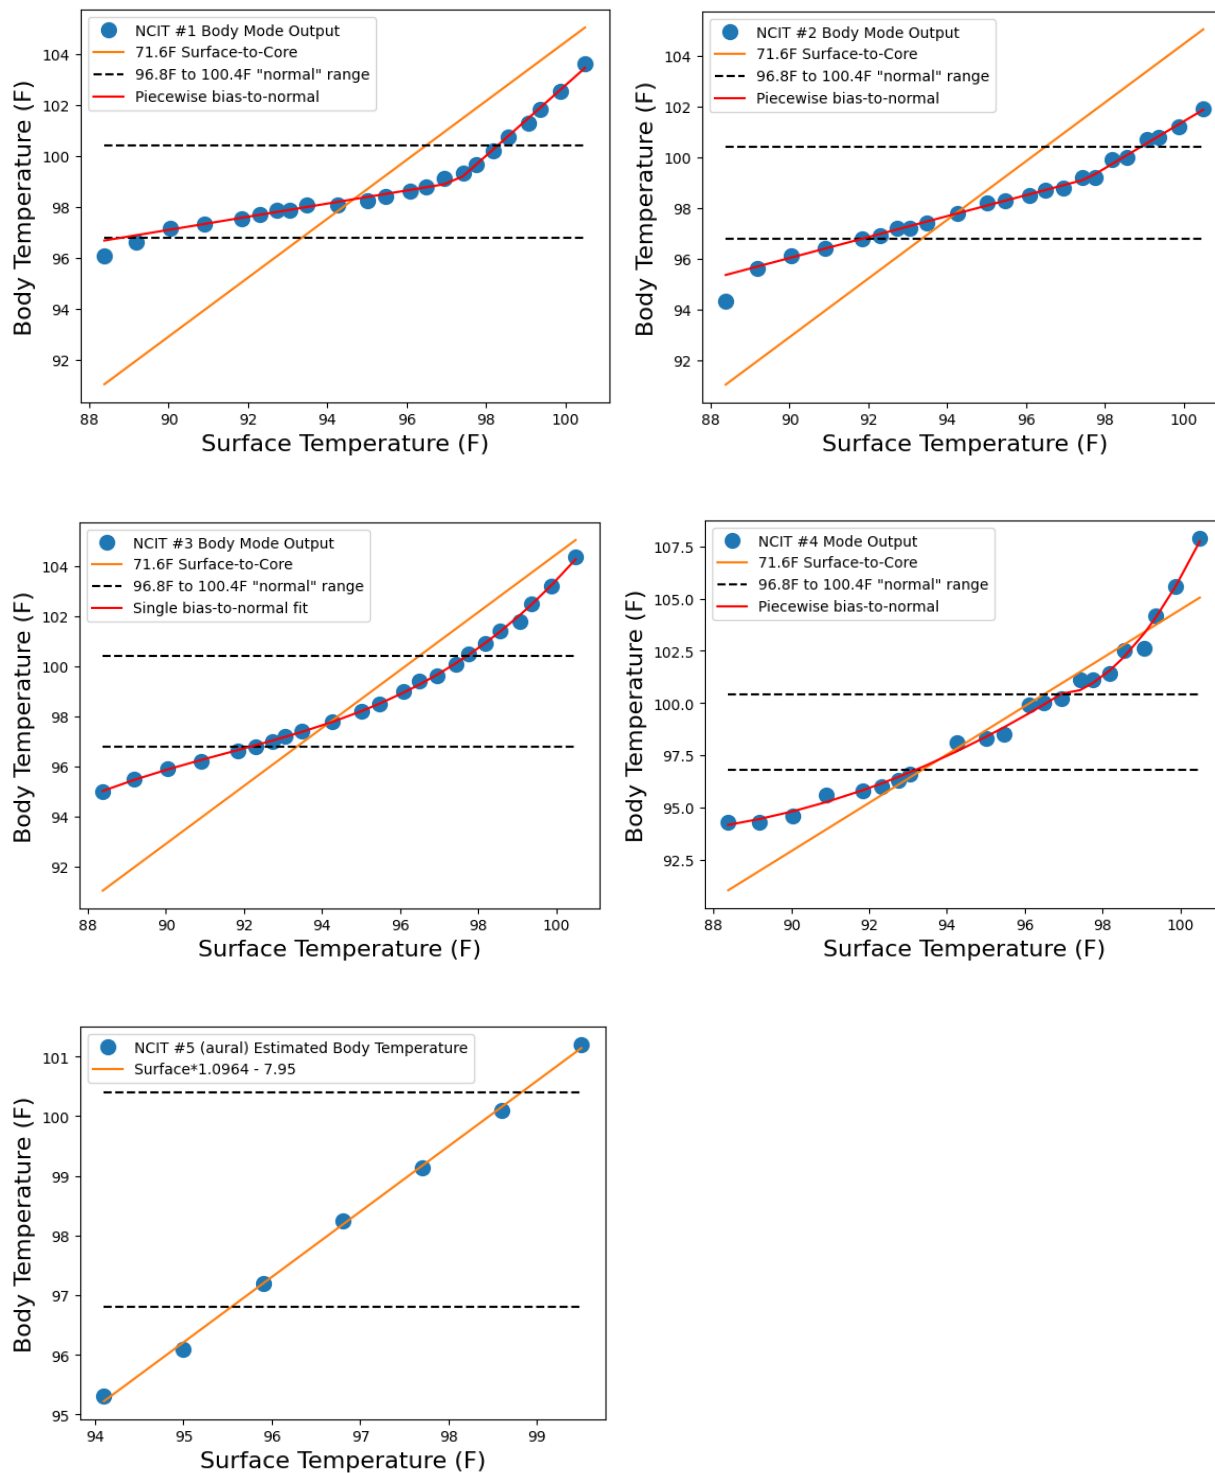 NCIT #1 Body Mode Output
71.6F Surface-to-Core
96.8F to 100.4F "normal" range
Piecewise bias-to-normal
104
102
100
98
96
94
92
Body Temperature (F)
88 90 92 94 96 98 100
Surface Temperature (F)
NCIT #2 Body Mode Output
71.6F Surface-to-Core
96.8F to 100.4F "normal" range
Piecewise bias-to-normal
104
102
100
98
96
94
92
Body Temperature (F)
88 90 92 94 96 98 100
Surface Temperature (F)
NCIT #3 Body Mode Output
71.6F Surface-to-Core
96.8F to 100.4F "normal" range
Single bias-to-normal fit
104
102
100
98
96
94
92
Body Temperature (F)
88 90 92 94 96 98 100
Surface Temperature (F)
NCIT #4 Mode Output
71.6F Surface-to-Core
96.8F to 100.4F "normal" range
Piecewise bias-to-normal
107.5
105.0
102.5
100.0
97.5
95.0
92.5
Body Temperature (F)
88 90 92 94 96 98 100
Surface Temperature (F)
NCIT #5 (aural) Estimated Body Temperature
Surface*1.0964 - 7.95
101
100
99
98
97
96
95
Body Temperature (F)
94 95 96 97 98 99
Surface Temperature (F)